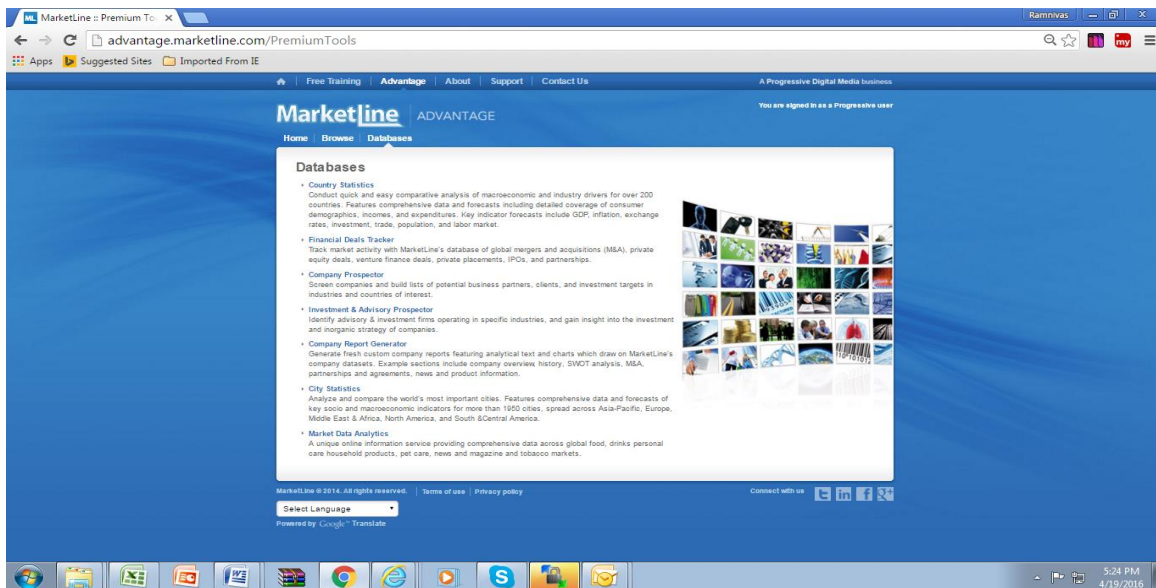 MarketLine :: Premium To
Ramnivas
advantage.marketline.com/PremiumTools
my
Apps
Suggested Sites
Imported From IE
Free Training | Advantage | About | Support | Contact Us
A Progressive Digital Media business
MarketLine | ADVANTAGE
You are signed in as a Progressive user
Home | Browse | Databases
Databases
Country Statistics
Conduct quick and easy comparative analysis of macroeconomic and industry drivers for over 200
countries. Features comprehensive data and forecasts including detailed coverage of consumer
demographics, incomes, and expenditures. Key indicator forecasts include GDP, inflation, exchange
rates, investment, trade, population, and labor market.
Financial Deals Tracker
Track market activity with MarketLine's database of global mergers and acquisitions (M&A), private
equity deals, venture finance deals, private placements, IPOs, and partnerships.
Company Prospector
Screen companies and build lists of potential business partners, clients, and investment targets in
industries and countries of interest.
Investment & Advisory Prospector
Identify advisory & investment firms operating in specific industries, and gain insight into the investment
and inorganic strategy of companies.
Company Report Generator
Generate fresh custom company reports featuring analytical text and charts which draw on MarketLine's
company datasets. Example sections include company overview, history, SWOT analysis, M&A,
partnerships and agreements, news and product information.
City Statistics
Analyze and compare the world's most important cities. Features comprehensive data and forecasts of
key socio and macroeconomic indicators for more than 1950 cities, spread across Asia-Pacific, Europe,
Middle East & Africa, North America, and South &Central America.
Market Data Analytics
A unique online information service providing comprehensive data across global food, drinks personal
care household products, pet care, news and magazine and tobacco markets.
MarketLine © 2014. All rights reserved. | Terms of use | Privacy policy
Connect with us
Select Language
Powered by Google™ Translate
5:24 PM
4/19/2016